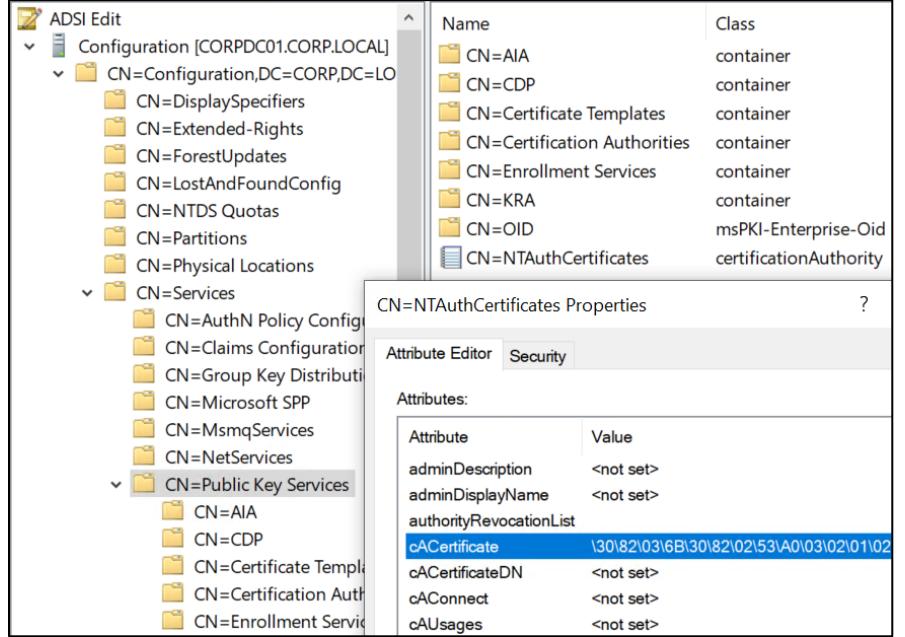 ADSI Edit
Configuration [CORPDC01.CORP.LOCAL]
CN=Configuration,DC=CORP,DC=LO
CN=DisplaySpecifiers
CN=Extended-Rights
CN=ForestUpdates
CN=LostAndFoundConfig
CN=NTDS Quotas
CN=Partitions
CN=Physical Locations
CN=Services
CN=AuthN Policy Configu
CN=Claims Configuration
CN=Group Key Distributi
CN=Microsoft SPP
CN=MsmqServices
CN=NetServices
CN=Public Key Services
CN=AIA
CN=CDP
CN=Certificate Templa
CN=Certification Auth
CN=Enrollment Servic
Name Class
CN=AIA container
CN=CDP container
CN=Certificate Templates container
CN=Certification Authorities container
CN=Enrollment Services container
CN=KRA container
CN=OID msPKI-Enterprise-Oid
CN=NTAuthCertificates certificationAuthority
CN=NTAuthCertificates Properties ?
Attribute Editor Security
Attributes:
Attribute Value
adminDescription <not set>
adminDisplayName <not set>
authorityRevocationList
cACertificate \30\82\03\6B\30\82\02\53\A0\03\02\01\02
cACertificateDN <not set>
cAConnect <not set>
cAUsages <not set>